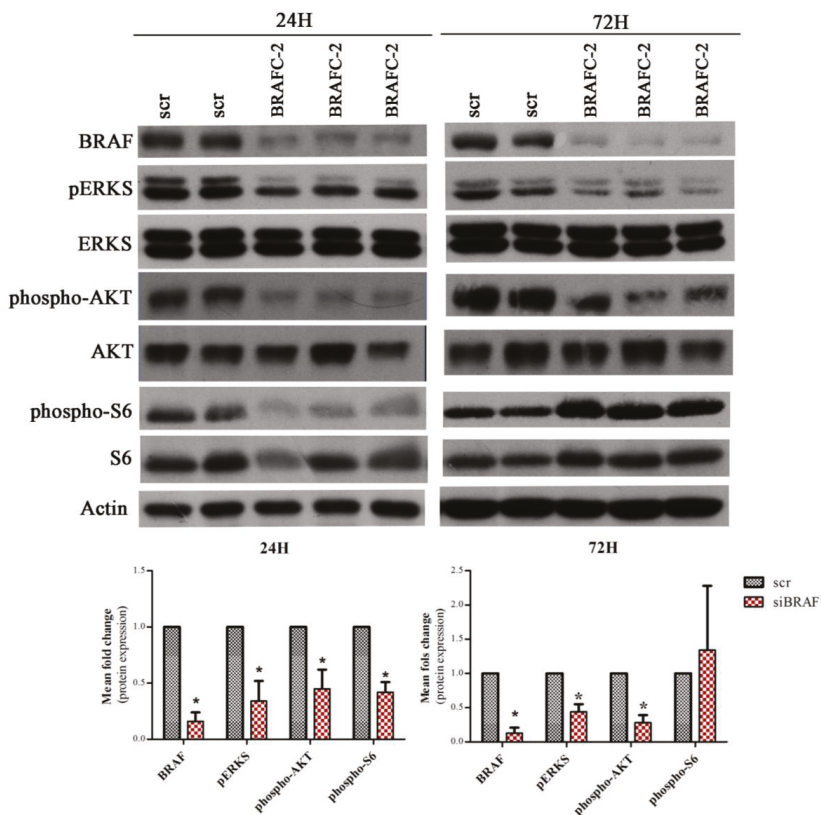 24H
72H
scr scr BRAFC-2 BRAFC-2 BRAFC-2
scr scr BRAFC-2 BRAFC-2 BRAFC-2
BRAF
pERKS
ERKS
phospho-AKT
AKT
phospho-S6
S6
Actin
24H
Mean fold change
(protein expression)
1.5
1.0
0.5
0.0
* * * *
BRAF pERKS phospho-AKT phospho-S6
72H
Mean fols change
(protein expression)
2.5
2.0
1.5
1.0
0.5
0.0
* * *
BRAF pERKS phospho-AKT phospho-S6
scr
siBRAF